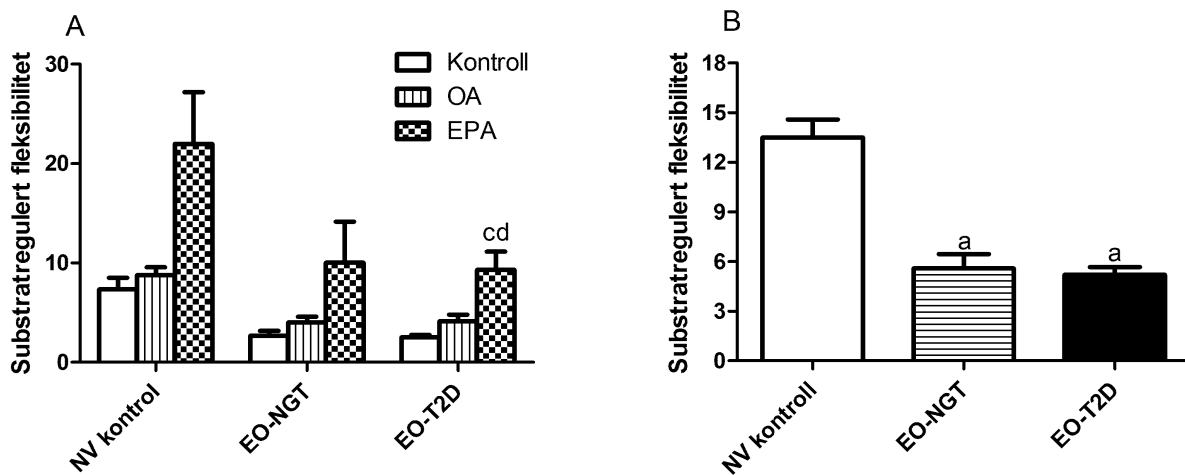 A
Substratregulert fleksibilitet
30
20
10
0
Kontroll
OA
EPA
cd
NV kontrol
EO-NGT
EO-T2D
B
Substratregulert fleksibilitet
18
15
12
9
6
3
0
a
a
NV kontroll
EO-NGT
EO-T2D